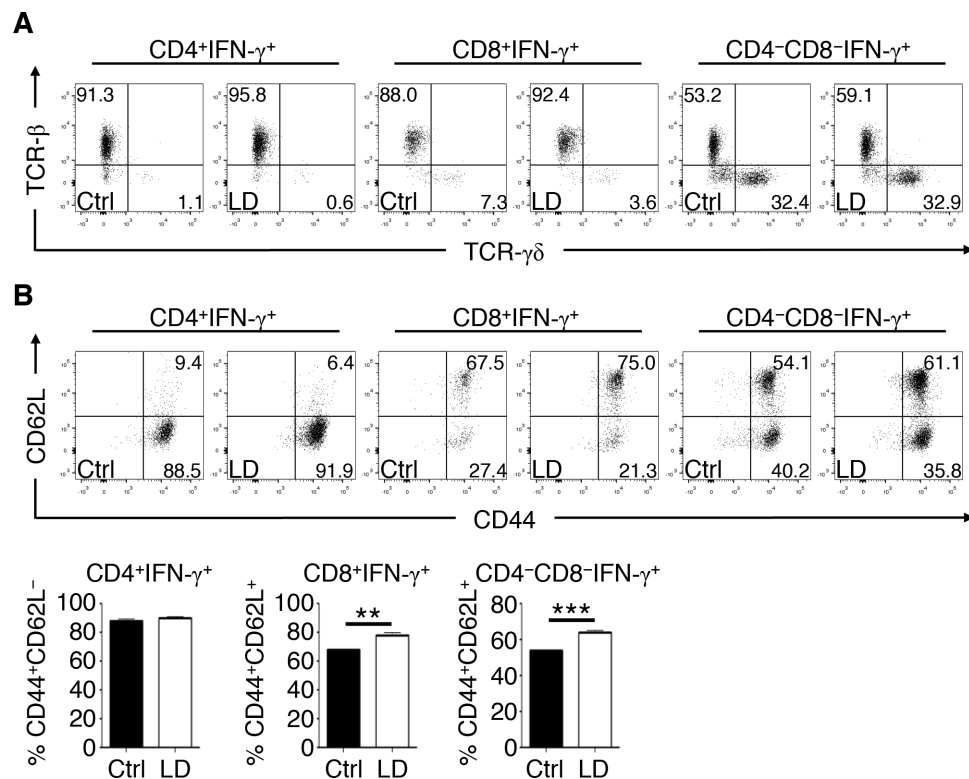 A
CD4⁺IFN-γ⁺ CD8⁺IFN-γ⁺ CD4⁻CD8⁻IFN-γ⁺
TCR-β
91.3 95.8 88.0 92.4 53.2 59.1
Ctrl 1.1 LD 0.6 Ctrl 7.3 LD 3.6 Ctrl 32.4 LD 32.9
TCR-γδ
B
CD4⁺IFN-γ⁺ CD8⁺IFN-γ⁺ CD4⁻CD8⁻IFN-γ⁺
CD62L
9.4 6.4 67.5 75.0 54.1 61.1
Ctrl 88.5 LD 91.9 Ctrl 27.4 LD 21.3 Ctrl 40.2 LD 35.8
CD44
CD4⁺IFN-γ⁺
% CD44⁺CD62L⁻
100
80
60
40
20
0
Ctrl LD
CD8⁺IFN-γ⁺
% CD44⁺CD62L⁺
100
80
60
40
20
0
**
Ctrl LD
CD4⁻CD8⁻IFN-γ⁺
% CD44⁺CD62L⁺
80
60
40
20
0
***
Ctrl LD